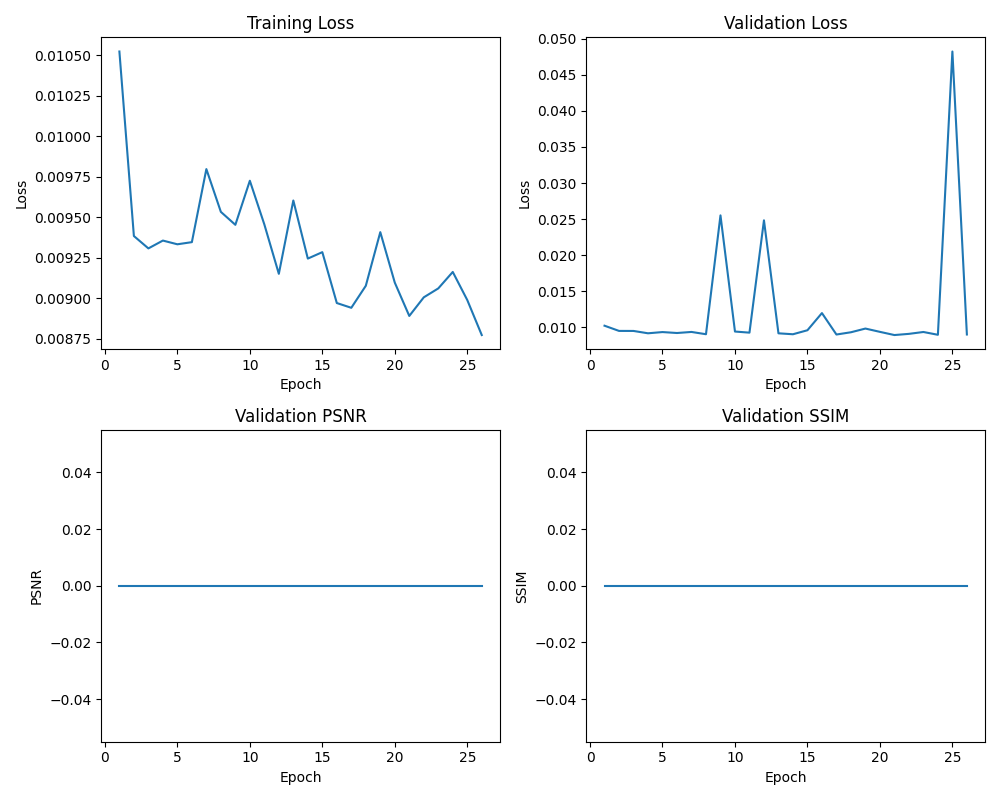 Training Loss
0.01050
0.01025
0.01000
0.00975
0.00950
0.00925
0.00900
0.00875
Loss
0 5 10 15 20 25
Epoch
Validation Loss
0.050
0.045
0.040
0.035
0.030
0.025
0.020
0.015
0.010
Loss
0 5 10 15 20 25
Epoch
Validation PSNR
0.04
0.02
0.00
−0.02
−0.04
PSNR
0 5 10 15 20 25
Epoch
Validation SSIM
0.04
0.02
0.00
−0.02
−0.04
SSIM
0 5 10 15 20 25
Epoch